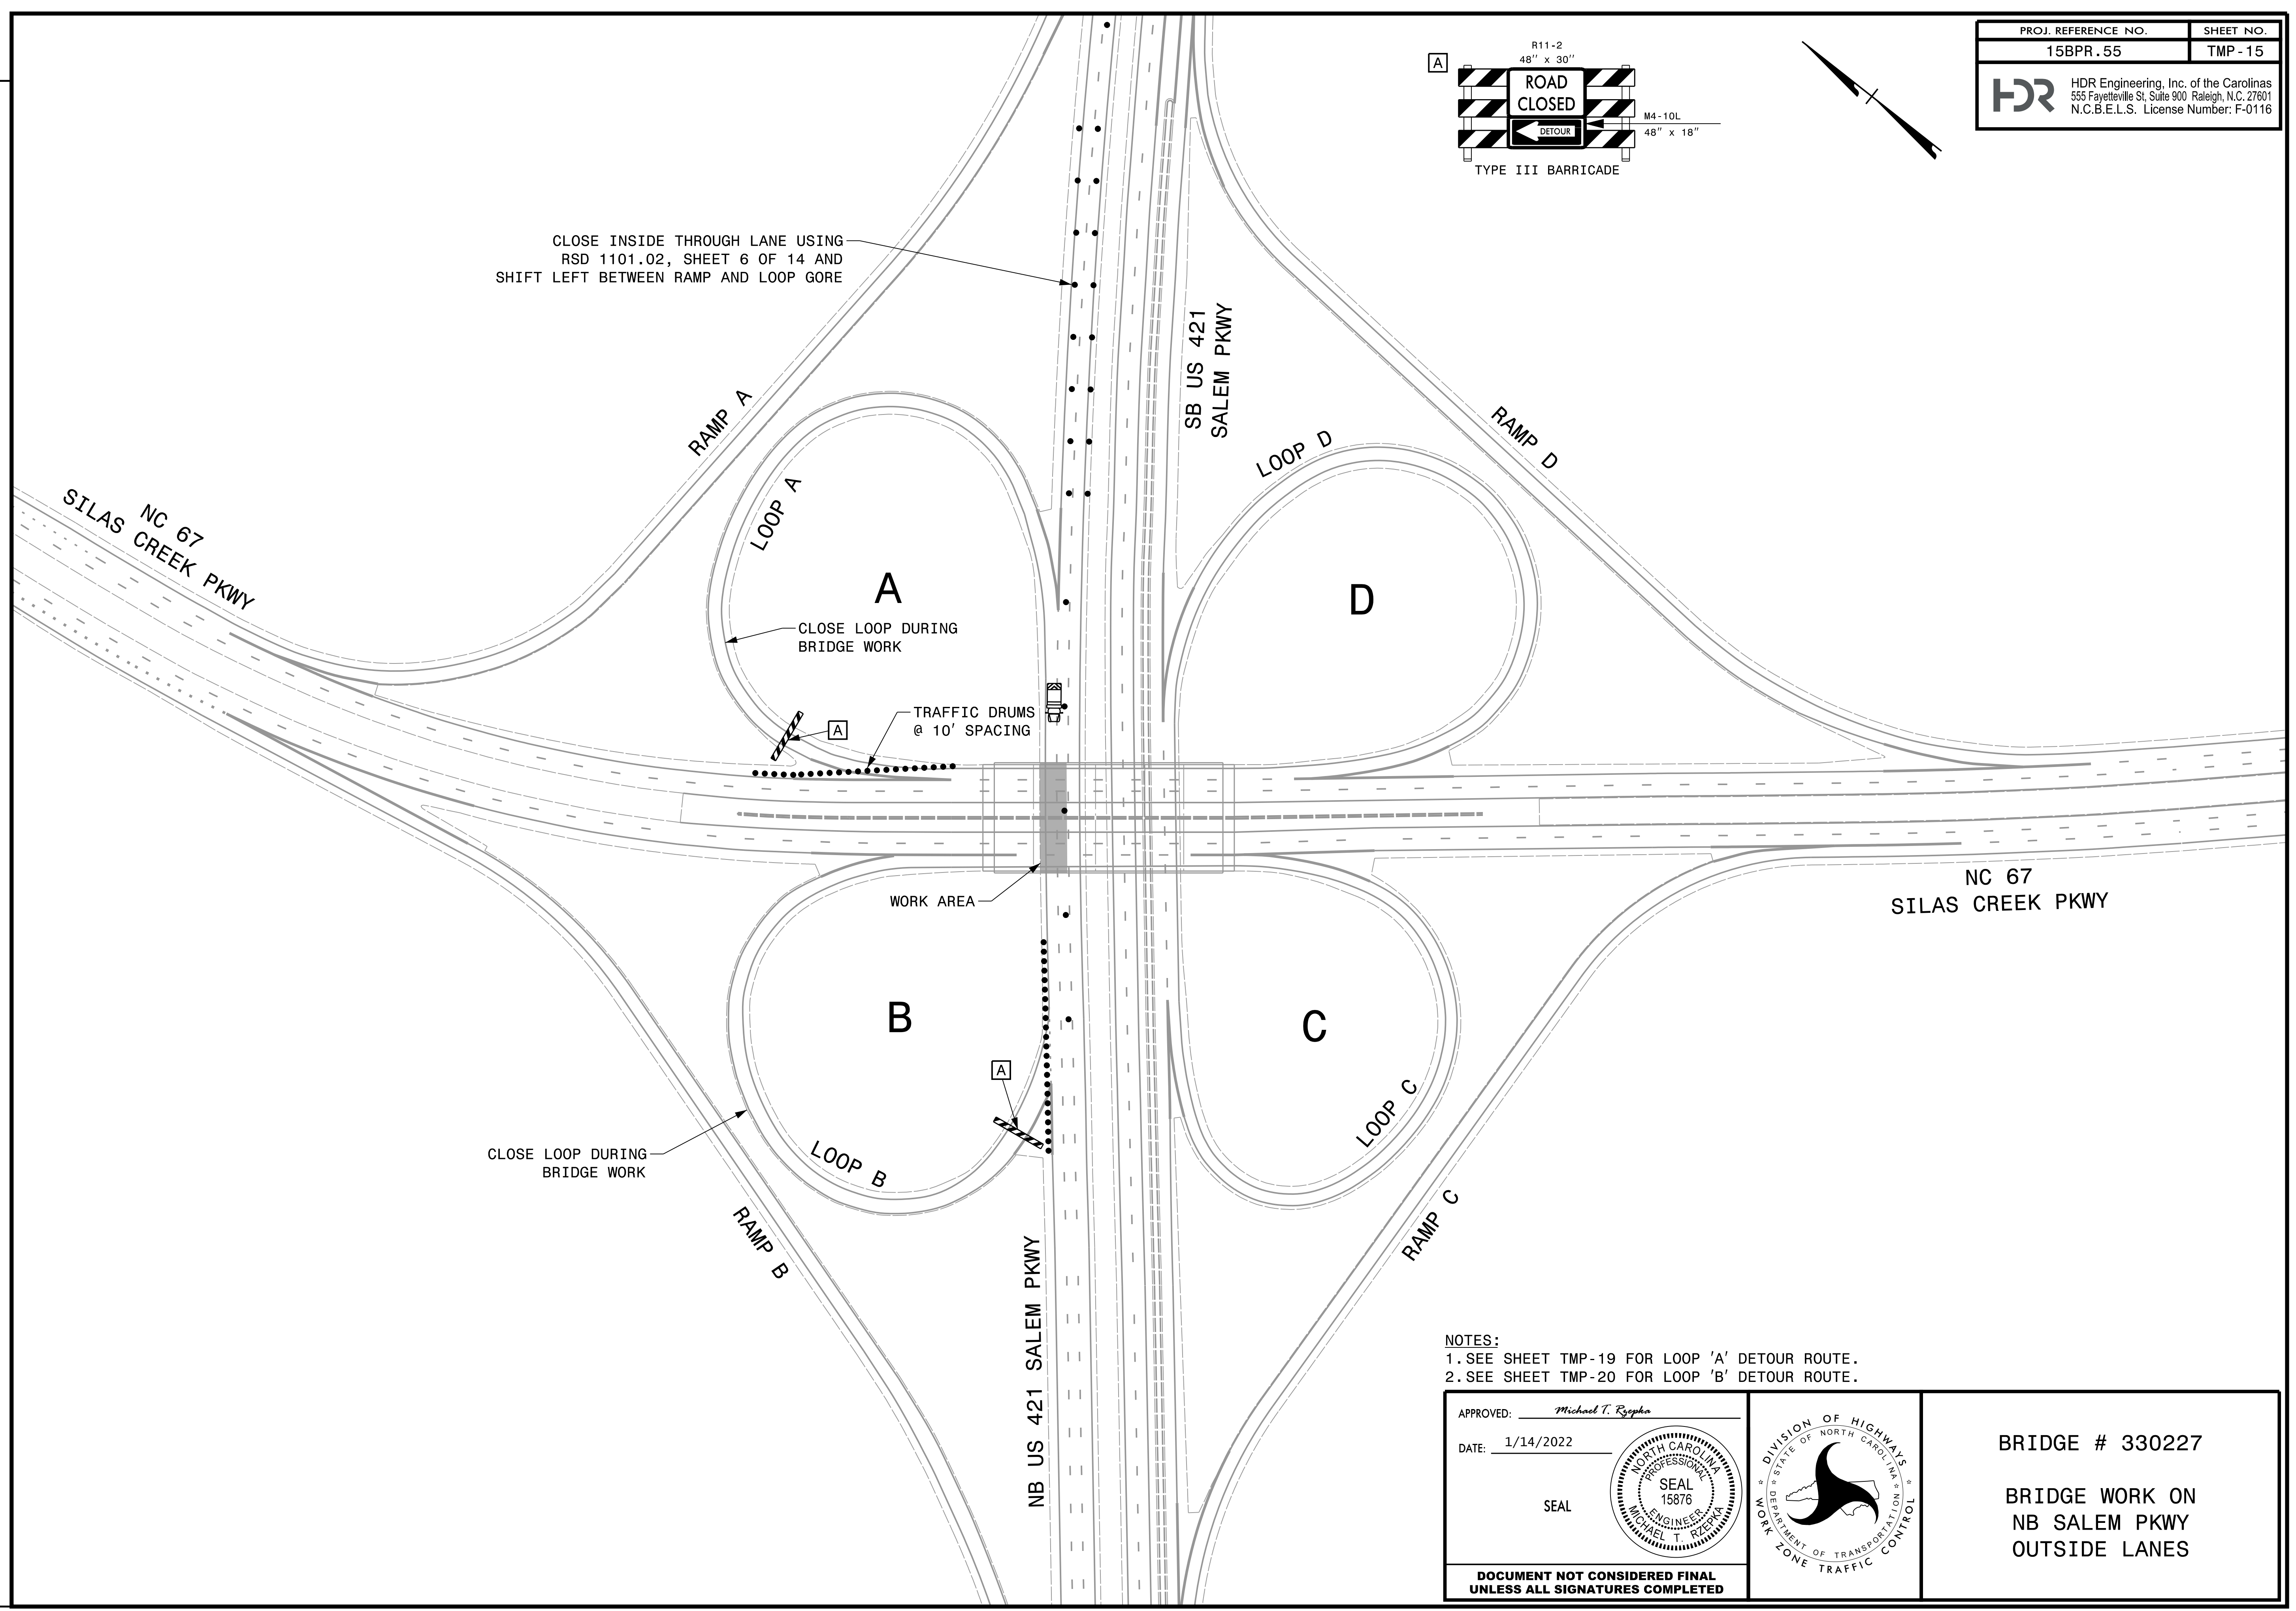 PROJ. REFERENCE NO.
SHEET NO.
15BPR.55
TMP-15
HDR
HDR Engineering, Inc. of the Carolinas
555 Fayetteville St, Suite 900 Raleigh, N.C. 27601
N.C.B.E.L.S. License Number: F-0116
A
R11-2
48" x 30"
ROAD
CLOSED
DETOUR
M4-10L
48" x 18"
TYPE III BARRICADE
CLOSE INSIDE THROUGH LANE USING
RSD 1101.02, SHEET 6 OF 14 AND
SHIFT LEFT BETWEEN RAMP AND LOOP GORE
SB US 421
SALEM PKWY
RAMP A
RAMP D
LOOP D
LOOP A
NC 67
SILAS CREEK PKWY
A
D
CLOSE LOOP DURING
BRIDGE WORK
TRAFFIC DRUMS
@ 10' SPACING
A
WORK AREA
NC 67
SILAS CREEK PKWY
B
C
A
LOOP C
CLOSE LOOP DURING
BRIDGE WORK
LOOP B
RAMP B
RAMP C
NB US 421 SALEM PKWY
NOTES:
1.SEE SHEET TMP-19 FOR LOOP 'A' DETOUR ROUTE.
2.SEE SHEET TMP-20 FOR LOOP 'B' DETOUR ROUTE.
APPROVED: Michael T. Rzepka
DATE: 1/14/2022
SEAL
NORTH CAROLINA
PROFESSIONAL
SEAL
15876
ENGINEER
MICHAEL T. RZEPKA
DOCUMENT NOT CONSIDERED FINAL
UNLESS ALL SIGNATURES COMPLETED
DIVISION OF HIGHWAYS
STATE OF NORTH CAROLINA
DEPARTMENT OF TRANSPORTATION
WORK ZONE TRAFFIC CONTROL
BRIDGE # 330227
BRIDGE WORK ON
NB SALEM PKWY
OUTSIDE LANES